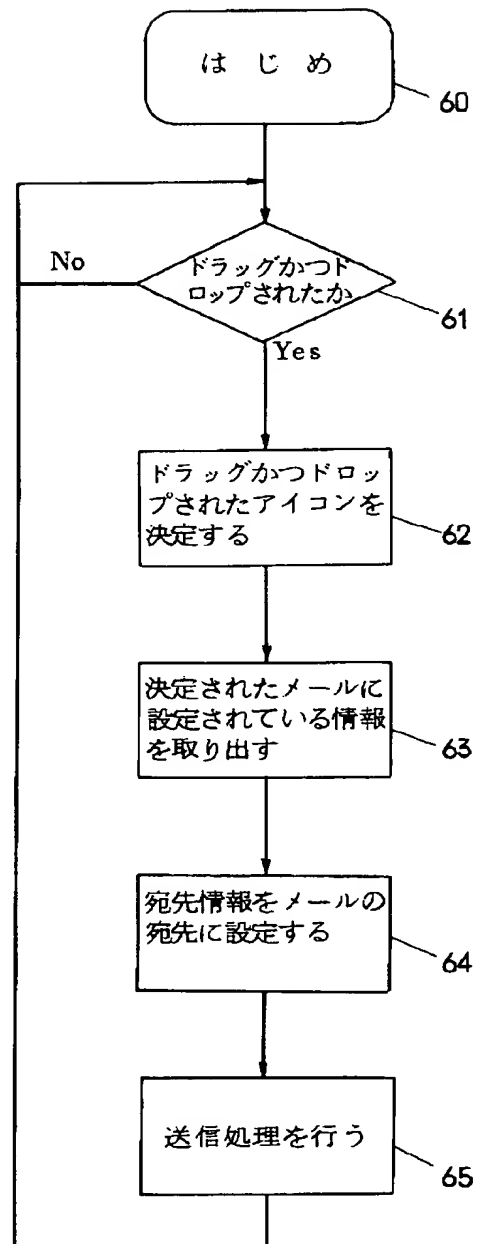 は じ め
60
ドラッグかつド
ロップされたか
No
61
Yes
ドラッグかつドロッ
プされたアイコンを
決定する
62
決定されたメールに
設定されている情報
を取り出す
63
宛先情報をメールの
宛先に設定する
64
送信処理を行う
65